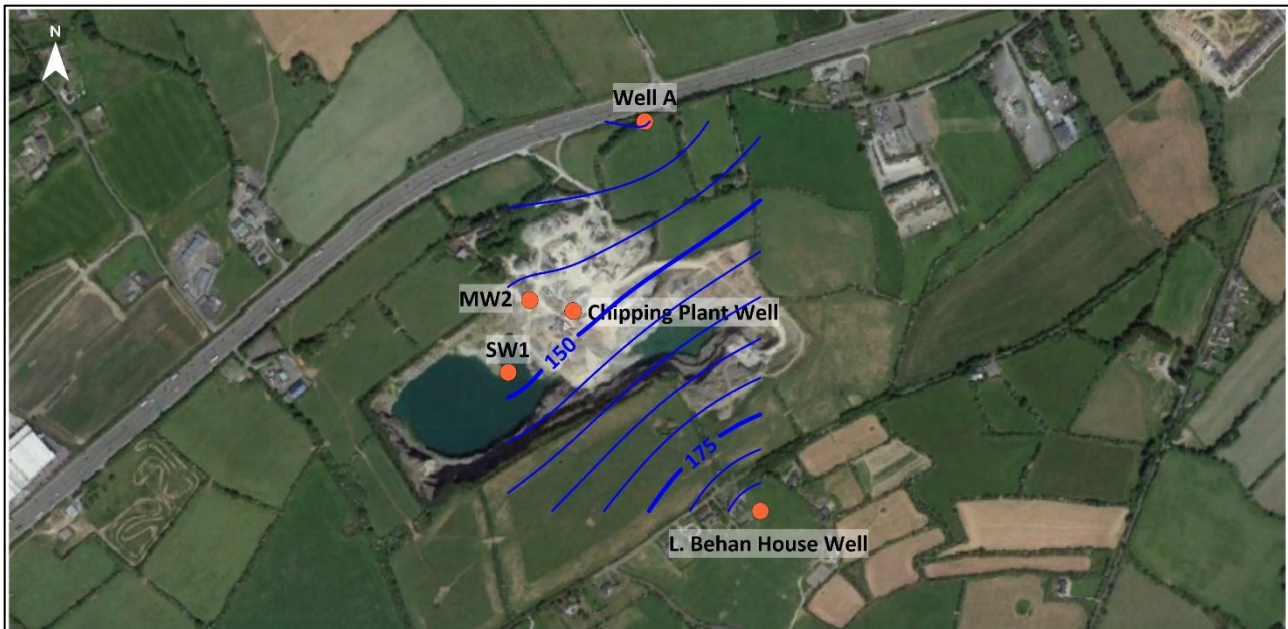 N
Well A
MW2
Chipping Plant Well
SW1
150
175
L. Behan House Well